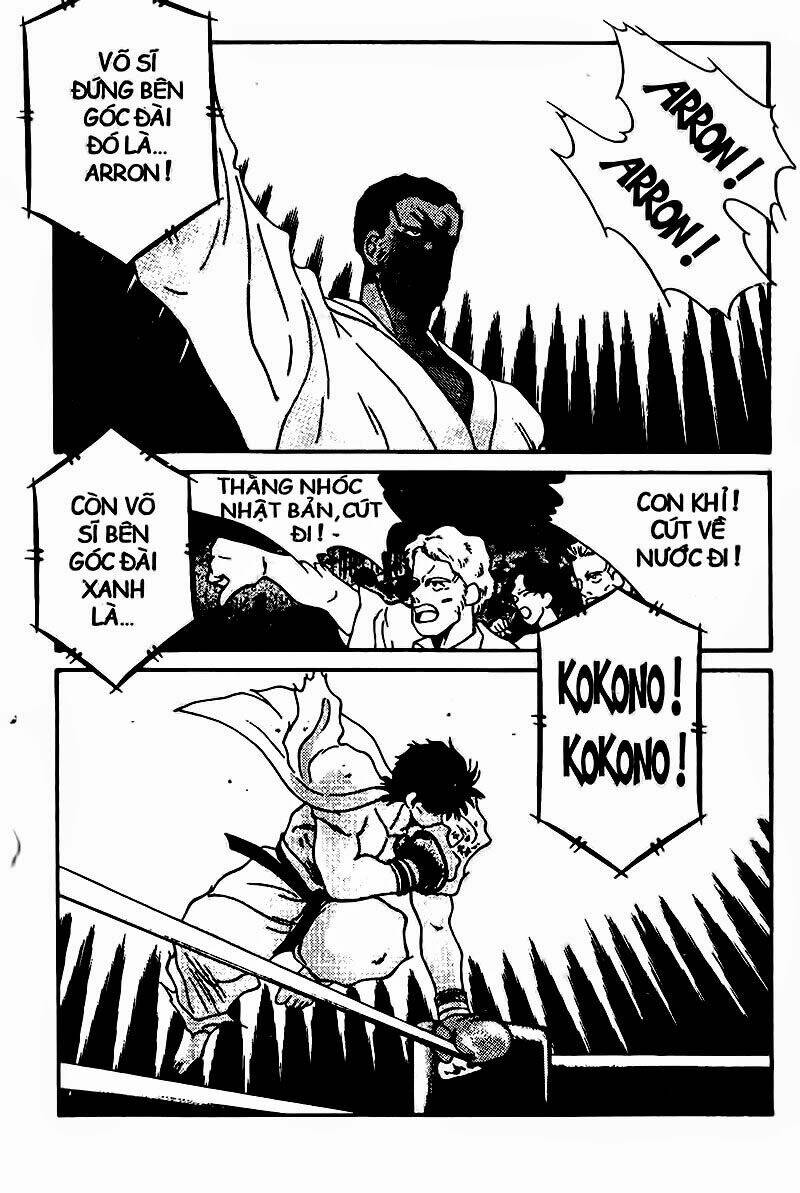 VÕ SĨ
ĐỨNG BÊN
GÓC ĐÀI
ĐÓ LÀ...
ARRON!
ARRON!
ARRON!
CÒN VÕ
SĨ BÊN
GÓC ĐÀI
XANH
LÀ...
THẰNG NHÓC
NHẬT BẢN, CÚT
ĐI!
CON KHỈ!
CÚT VỀ
NƯỚC ĐI!
KOKONO!
KOKONO!